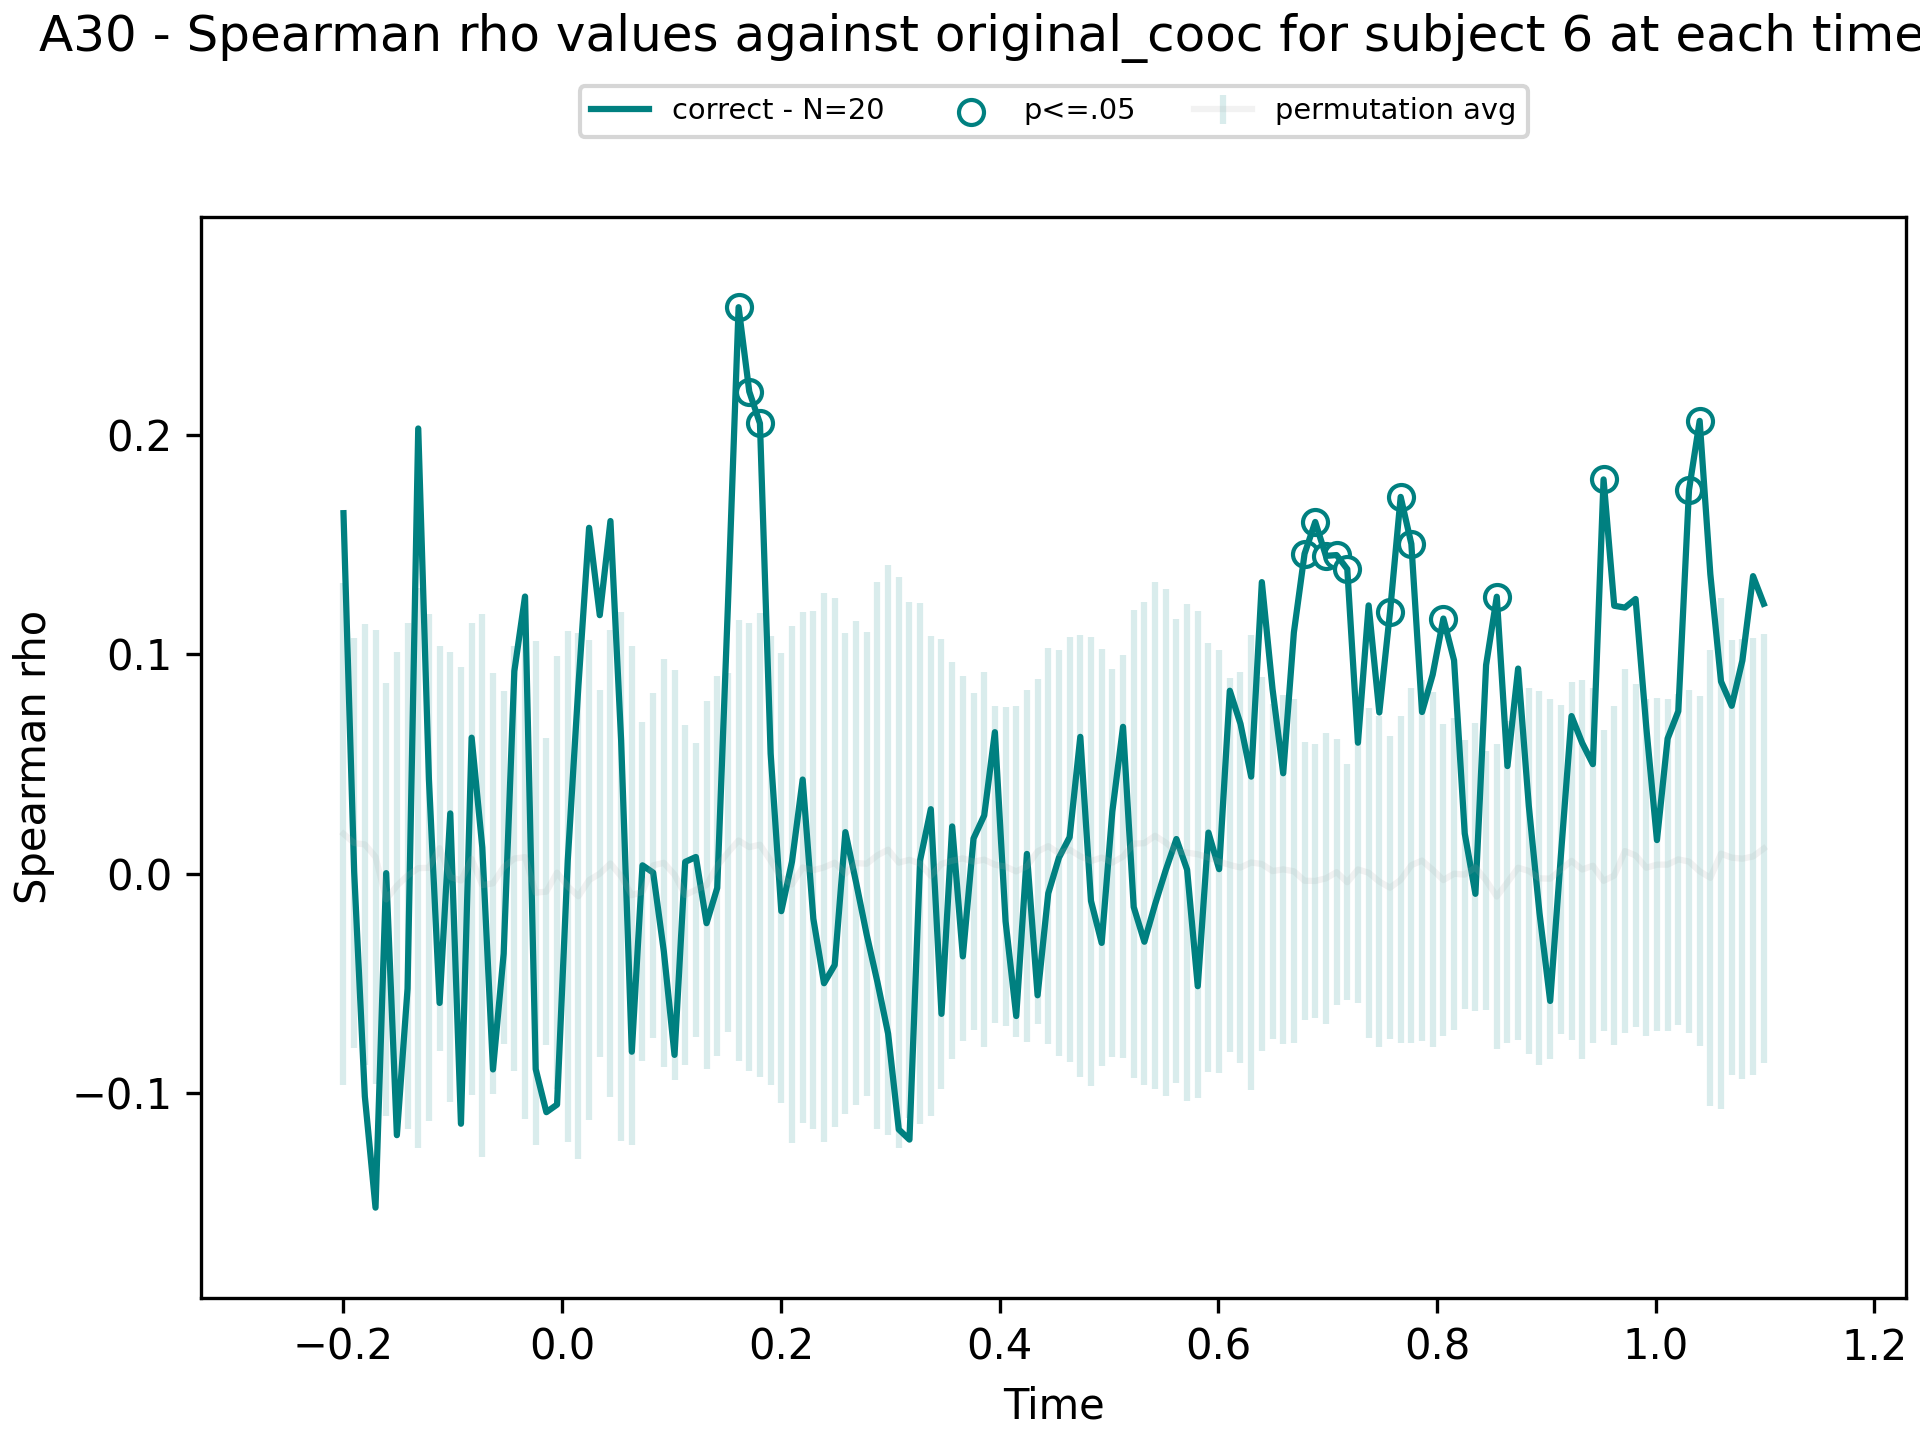 A30 - Spearman rho values against original_cooc for subject 6 at each time
correct - N=20 p<=.05 permutation avg
Spearman rho
0.2
0.1
0.0
−0.1
−0.2 0.0 0.2 0.4 0.6 0.8 1.0 1.2
Time